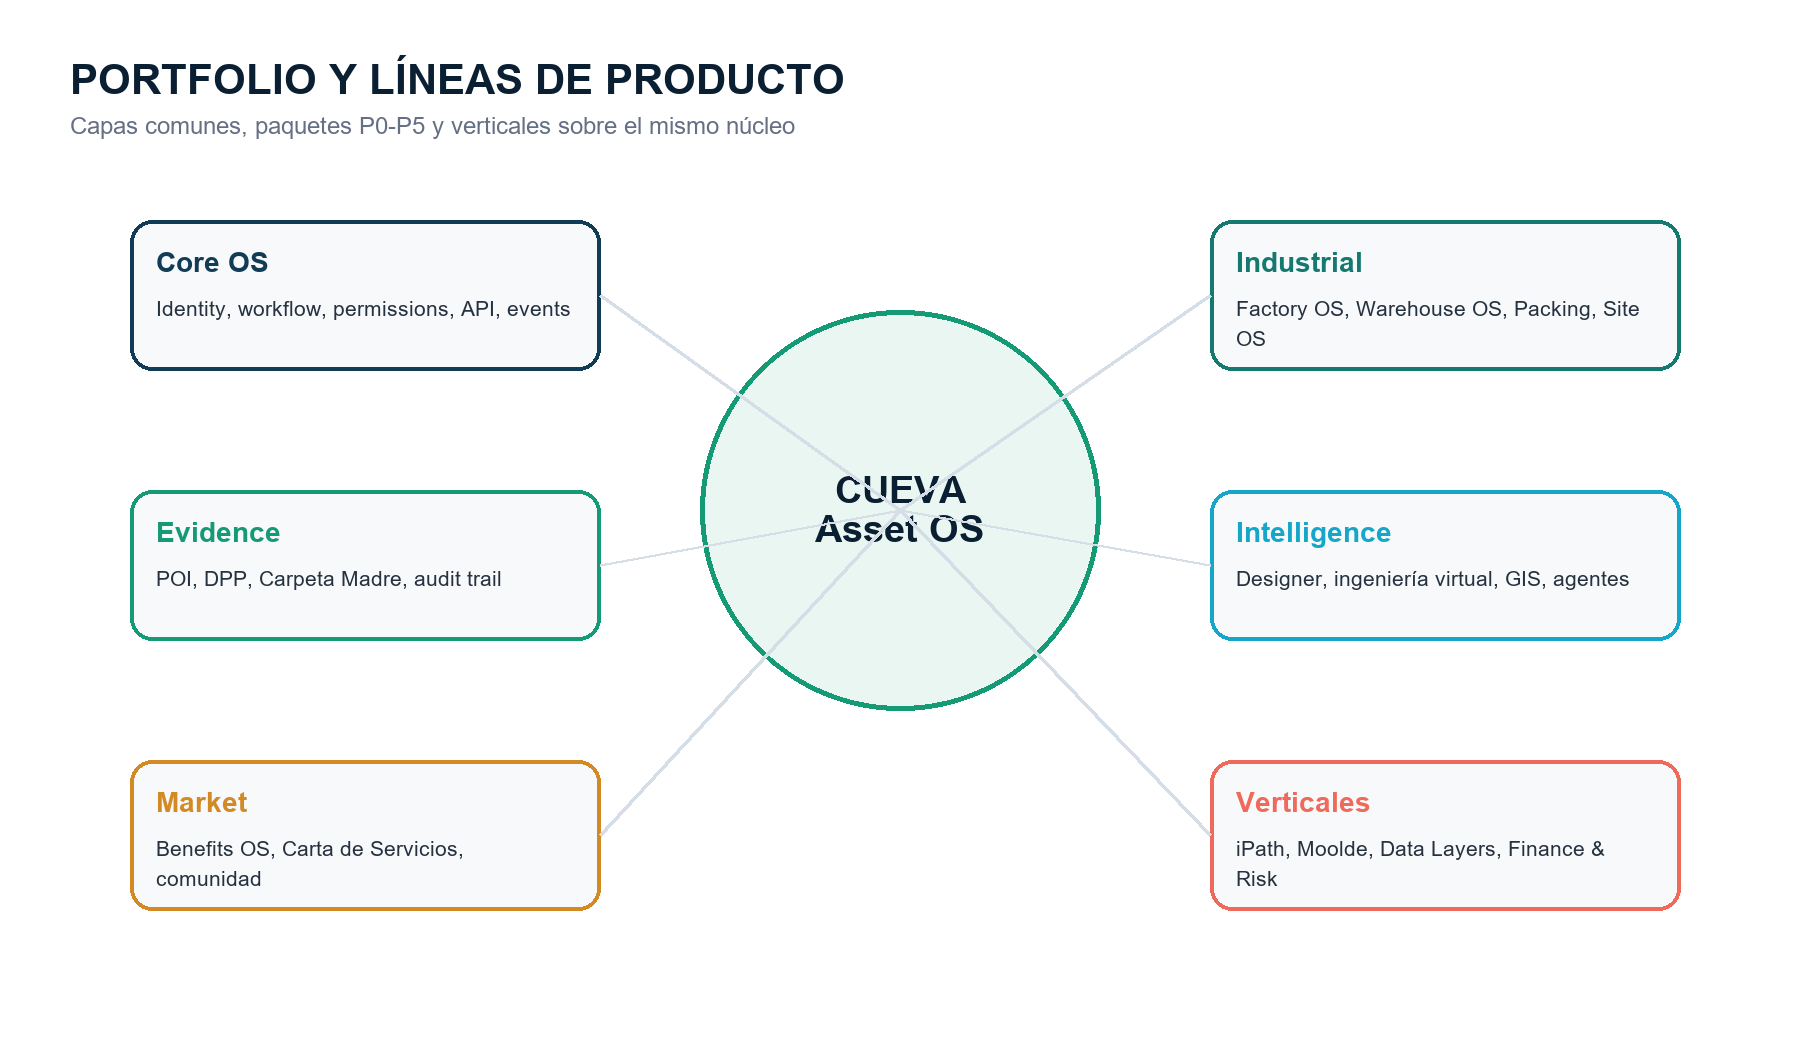 PORTFOLIO Y LÍNEAS DE PRODUCTO
Capas comunes, paquetes P0-P5 y verticales sobre el mismo núcleo
Core OS
Identity, workflow, permissions, API, events
Industrial
Factory OS, Warehouse OS, Packing, Site
OS
CUEVA
Asset OS
Evidence
POI, DPP, Carpeta Madre, audit trail
Intelligence
Designer, ingeniería virtual, GIS, agentes
Market
Benefits OS, Carta de Servicios,
comunidad
Verticales
iPath, Moolde, Data Layers, Finance &
Risk